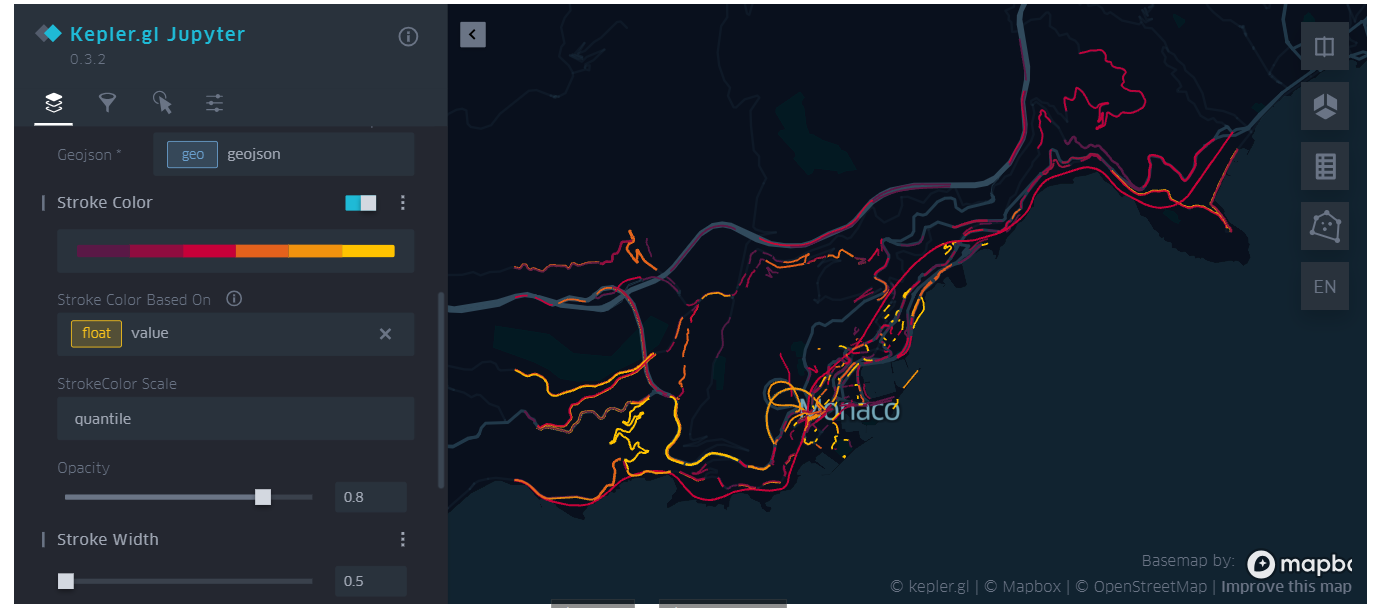 Kepler.gl Jupyter
0.3.2
Geojson *
geo geojson
Stroke Color
Stroke Color Based On
float value
StrokeColor Scale
quantile
Opacity
0.8
Stroke Width
0.5
Monaco
EN
Basemap by: mapbo
© kepler.gl | © Mapbox | © OpenStreetMap | Improve this map